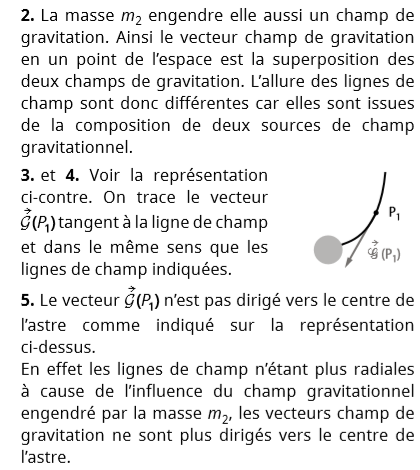 2. La masse m₂ engendre elle aussi un champ de
gravitation. Ainsi le vecteur champ de gravitation
en un point de l'espace est la superposition des
deux champs de gravitation. L'allure des lignes de
champ sont donc différentes car elles sont issues
de la composition de deux sources de champ
gravitationnel.
3. et 4. Voir la représentation
ci-contre. On trace le vecteur
𝒢⃗(P₁) tangent à la ligne de champ
et dans le même sens que les
lignes de champ indiquées.
P₁
𝒢⃗ (P₁)
5. Le vecteur 𝒢⃗(P₁) n'est pas dirigé vers le centre de
l'astre comme indiqué sur la représentation
ci-dessus.
En effet les lignes de champ n'étant plus radiales
à cause de l'influence du champ gravitationnel
engendré par la masse m₂, les vecteurs champ de
gravitation ne sont plus dirigés vers le centre de
l'astre.